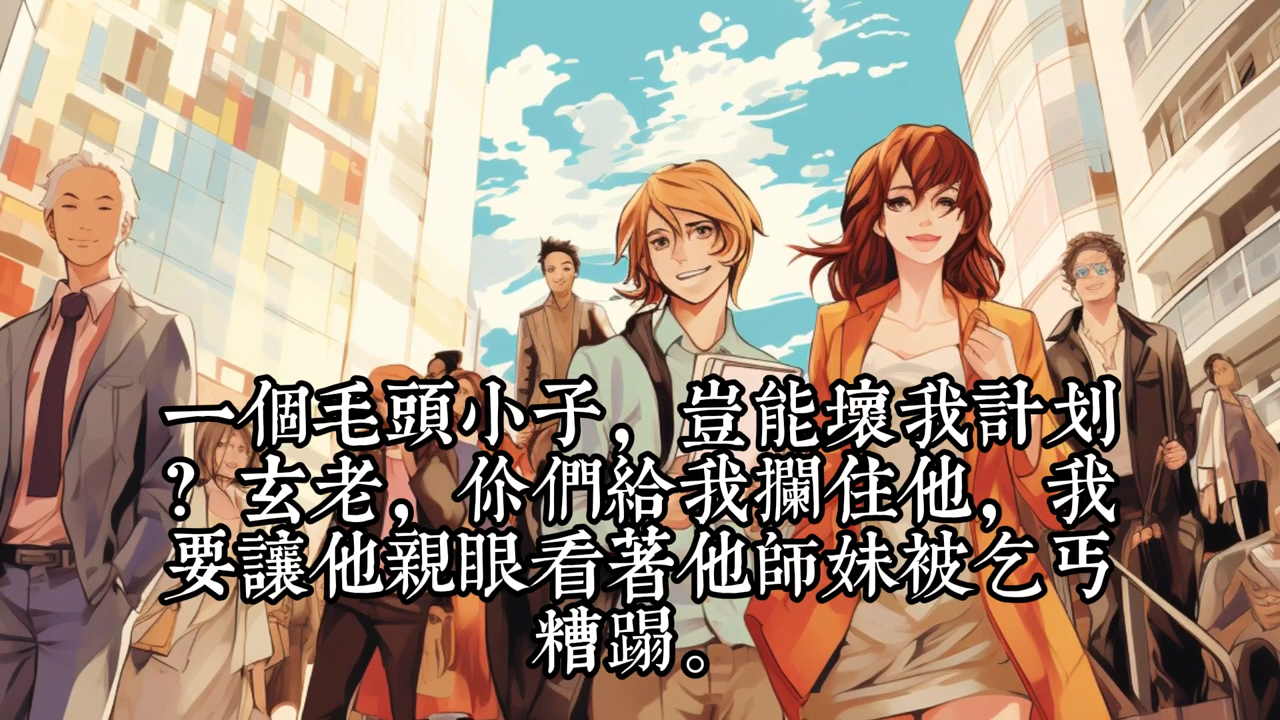 一個毛頭小子，豈能壞我計划
？玄老，你們給我攔住他，我
要讓他親眼看著他師妹被乞丐
糟蹋。